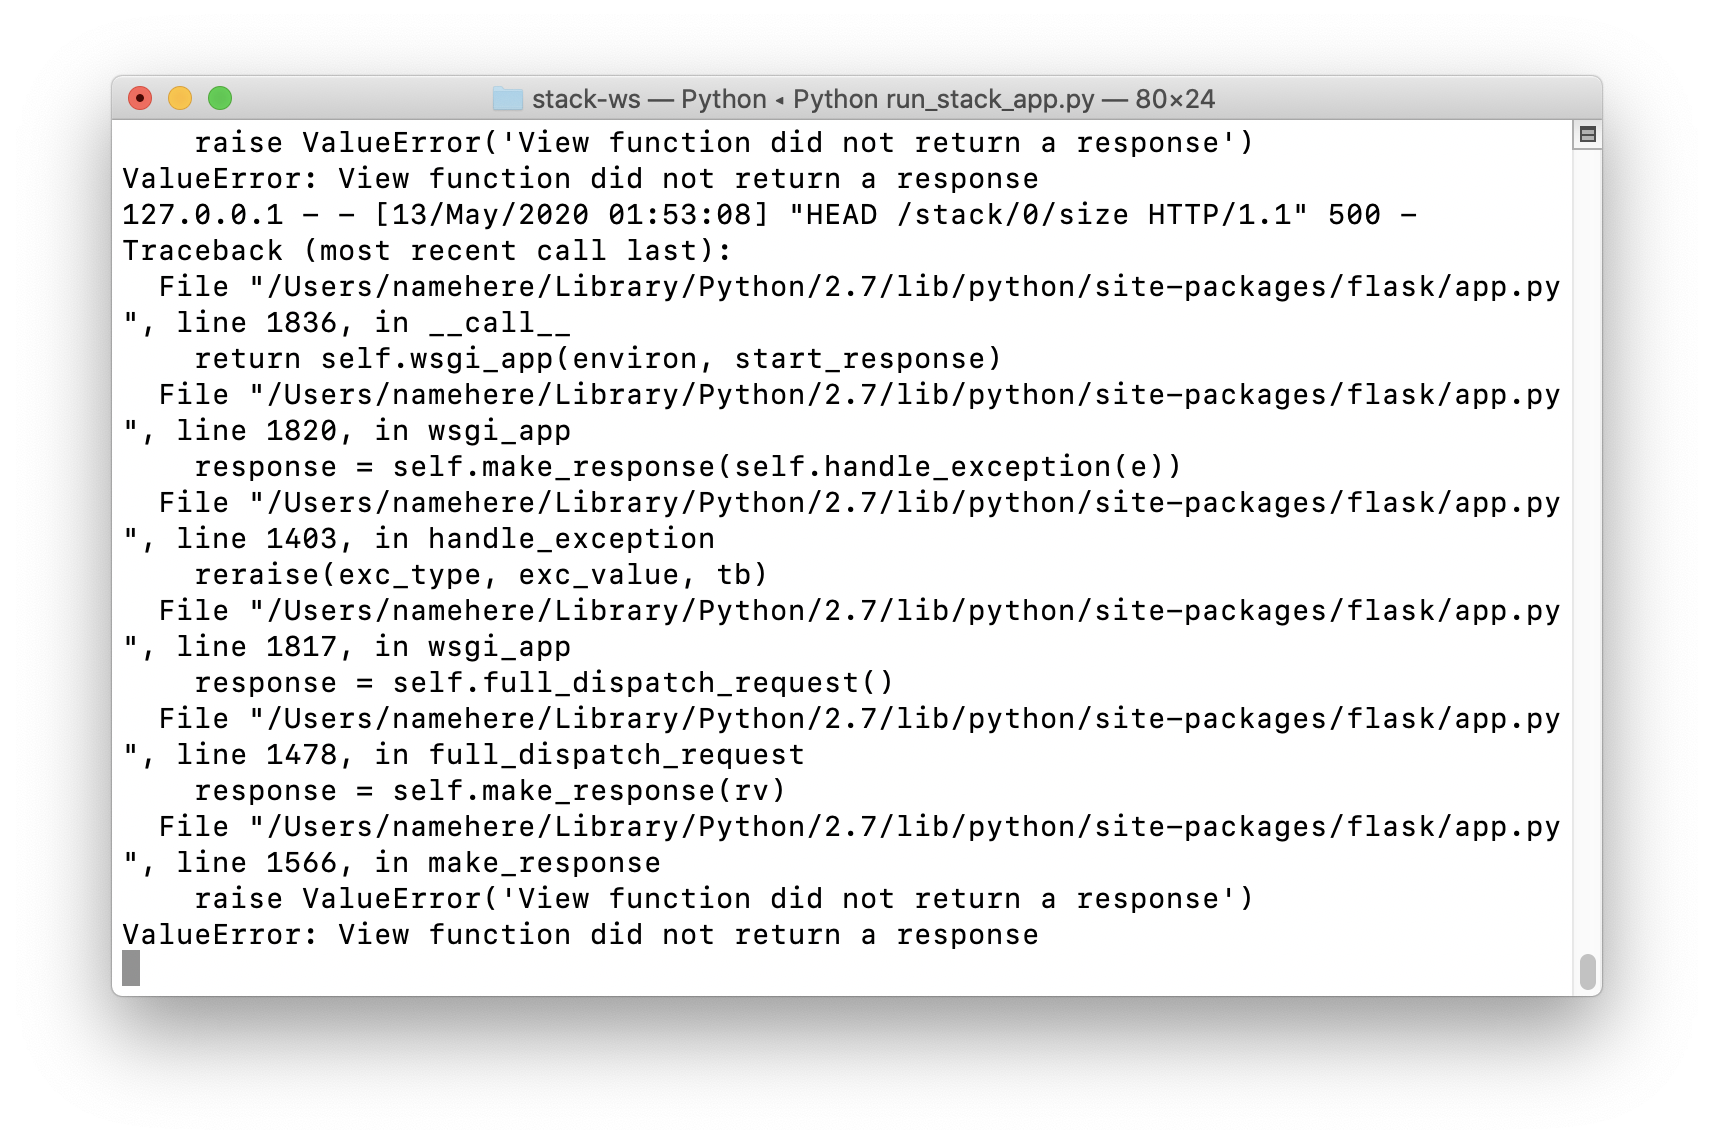 stack-ws — Python ◂ Python run_stack_app.py — 80×24
    raise ValueError('View function did not return a response')
ValueError: View function did not return a response
127.0.0.1 - - [13/May/2020 01:53:08] "HEAD /stack/0/size HTTP/1.1" 500 -
Traceback (most recent call last):
  File "/Users/namehere/Library/Python/2.7/lib/python/site-packages/flask/app.py
", line 1836, in __call__
    return self.wsgi_app(environ, start_response)
  File "/Users/namehere/Library/Python/2.7/lib/python/site-packages/flask/app.py
", line 1820, in wsgi_app
    response = self.make_response(self.handle_exception(e))
  File "/Users/namehere/Library/Python/2.7/lib/python/site-packages/flask/app.py
", line 1403, in handle_exception
    reraise(exc_type, exc_value, tb)
  File "/Users/namehere/Library/Python/2.7/lib/python/site-packages/flask/app.py
", line 1817, in wsgi_app
    response = self.full_dispatch_request()
  File "/Users/namehere/Library/Python/2.7/lib/python/site-packages/flask/app.py
", line 1478, in full_dispatch_request
    response = self.make_response(rv)
  File "/Users/namehere/Library/Python/2.7/lib/python/site-packages/flask/app.py
", line 1566, in make_response
    raise ValueError('View function did not return a response')
ValueError: View function did not return a response